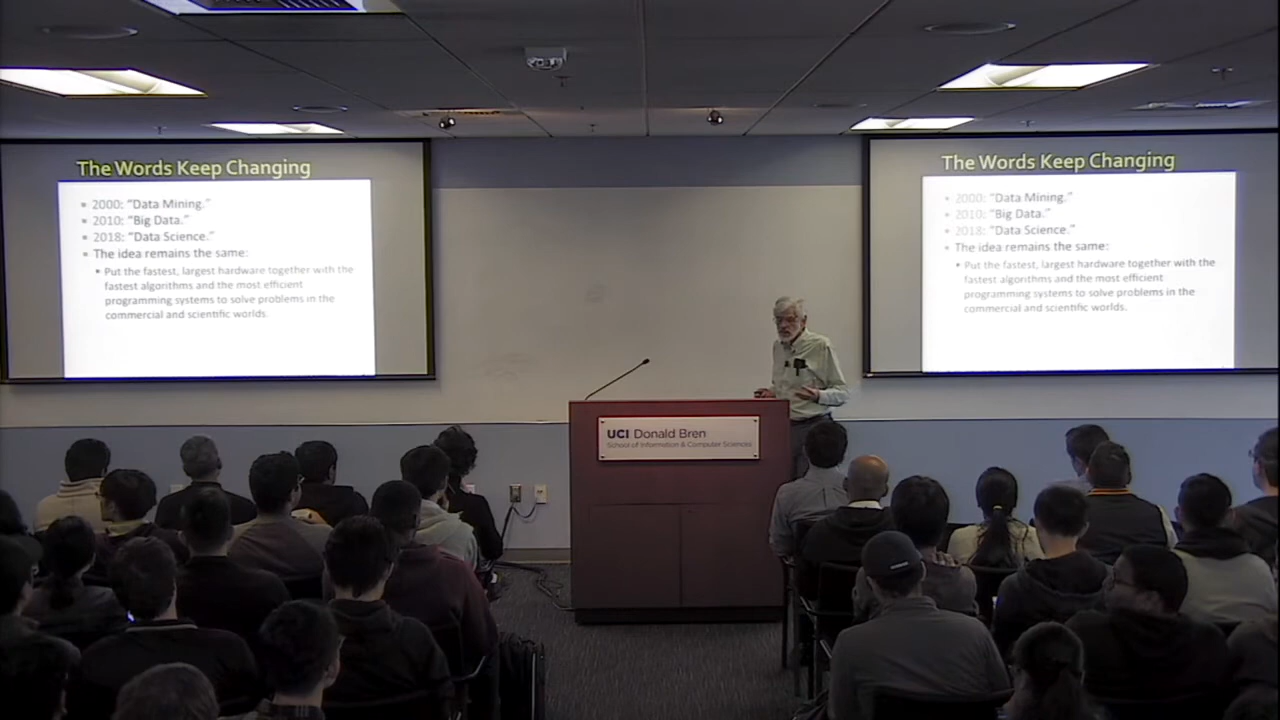 The Words Keep Changing
2000: “Data Mining.”
2010: “Big Data.”
2018: “Data Science.”
The idea remains the same:
Put the fastest, largest hardware together with the
fastest algorithms and the most efficient
programming systems to solve problems in the
commercial and scientific worlds.
The Words Keep Changing
2000: “Data Mining.”
2010: “Big Data.”
2018: “Data Science.”
The idea remains the same:
Put the fastest, largest hardware together with the
fastest algorithms and the most efficient
programming systems to solve problems in the
commercial and scientific worlds.
UCI Donald Bren
School of Information & Computer Sciences